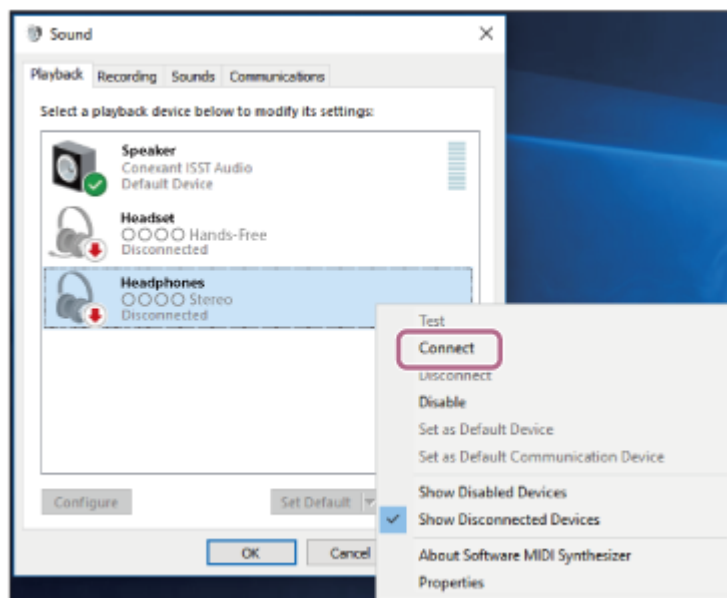 Sound
Playback Recording Sounds Communications
Select a playback device below to modify its settings:
Speaker
Conexant ISST Audio
Default Device
Headset
○○○○ Hands-Free
Disconnected
Headphones
○○○○ Stereo
Disconnected
Test
Connect
Disconnect
Disable
Set as Default Device
Set as Default Communication Device
Show Disabled Devices
Show Disconnected Devices
About Software MIDI Synthesizer
Properties
Configure Set Default
OK Cancel